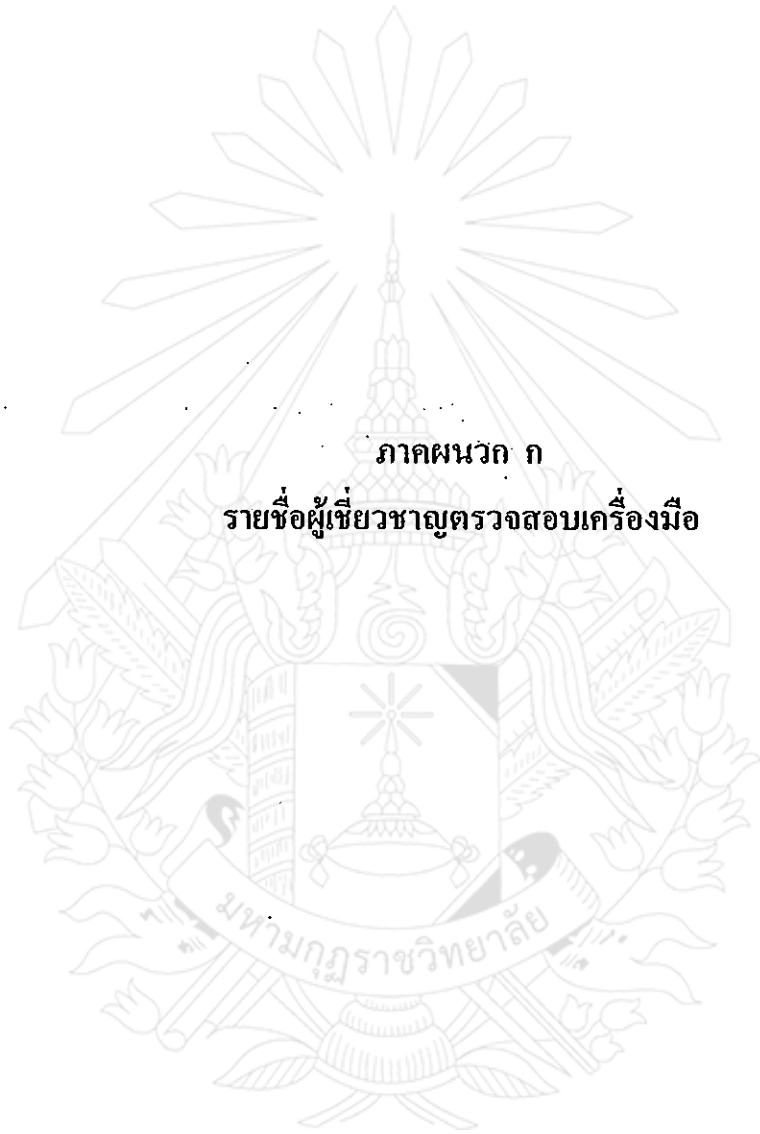 ภาคผนวก ก
รายชื่อผู้เชี่ยวชาญตรวจสอบเครื่องมือ
มหามกุฏราชวิทยาลัย